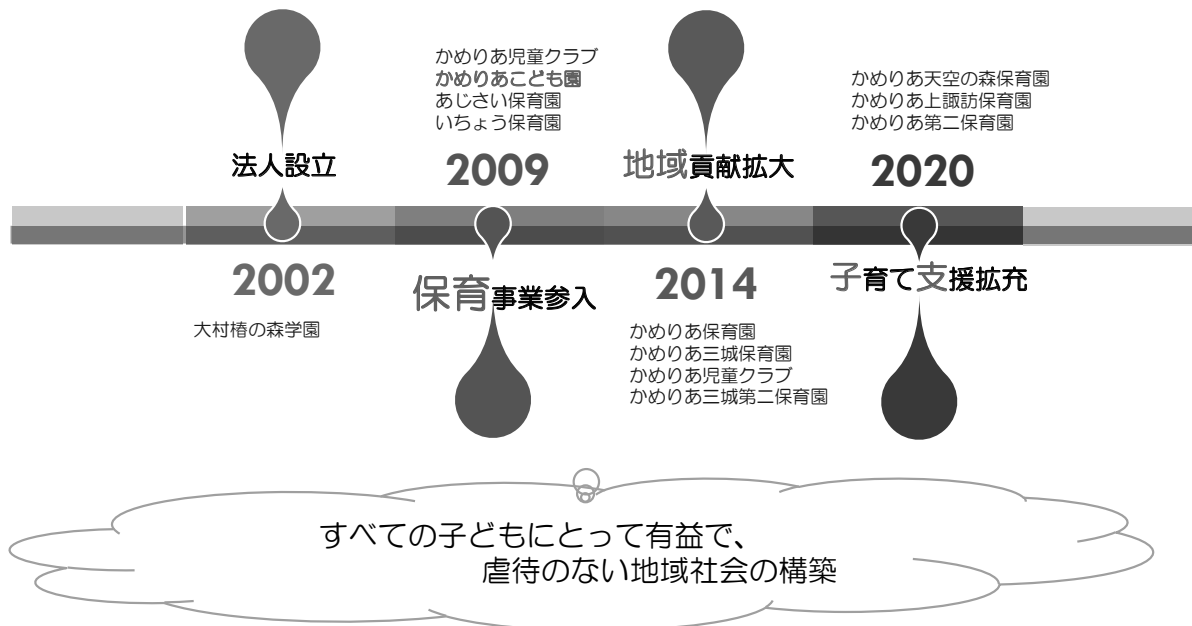 法人設立
2002
大村椿の森学園
かめりあ児童クラブ
かめりあこども園
あじさい保育園
いちょう保育園
2009
保育事業参入
地域貢献拡大
2014
かめりあ保育園
かめりあ三城保育園
かめりあ児童クラブ
かめりあ三城第二保育園
かめりあ天空の森保育園
かめりあ上諏訪保育園
かめりあ第二保育園
2020
子育て支援拡充
すべての子どもにとって有益で、
虐待のない地域社会の構築